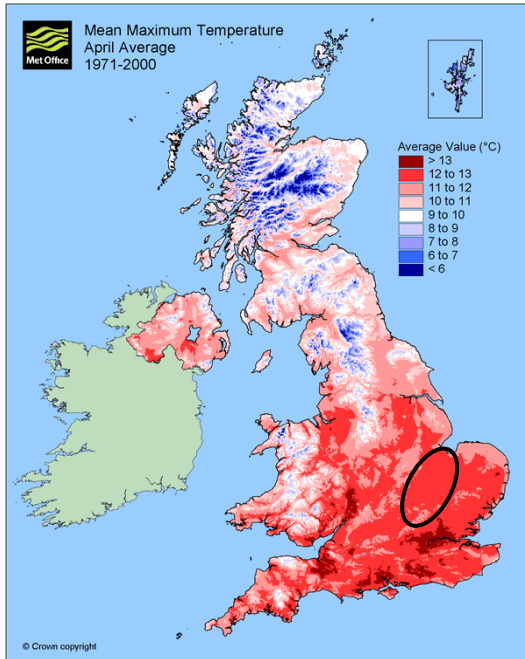 Met Office
Mean Maximum Temperature
April Average
1971-2000
Average Value (°C)
> 13
12 to 13
11 to 12
10 to 11
9 to 10
8 to 9
7 to 8
6 to 7
< 6
© Crown copyright